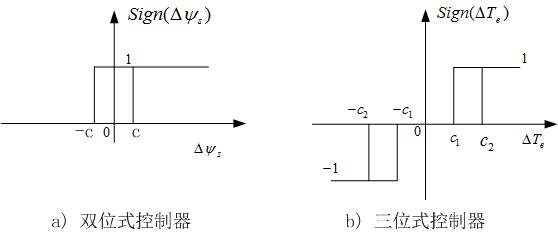 Sign(Δψₛ)
1
−c
0
c
Δψₛ
a) 双位式控制器
Sign(ΔTₑ)
1
−c₂
−c₁
0
c₁
c₂
ΔTₑ
−1
b) 三位式控制器